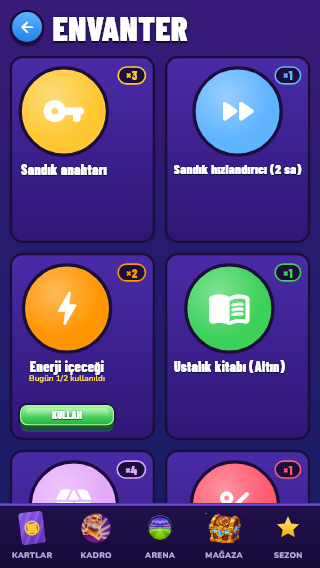 ENVANTER
×3
×1
Sandık anahtarı
Sandık hızlandırıcı (2 sa)
×2
×1
Enerji içeceği
Bugün 1/2 kullanıldı
Ustalık kitabı (Altın)
KULLAN
×4
×1
KARTLAR
KADRO
ARENA
MAĞAZA
SEZON